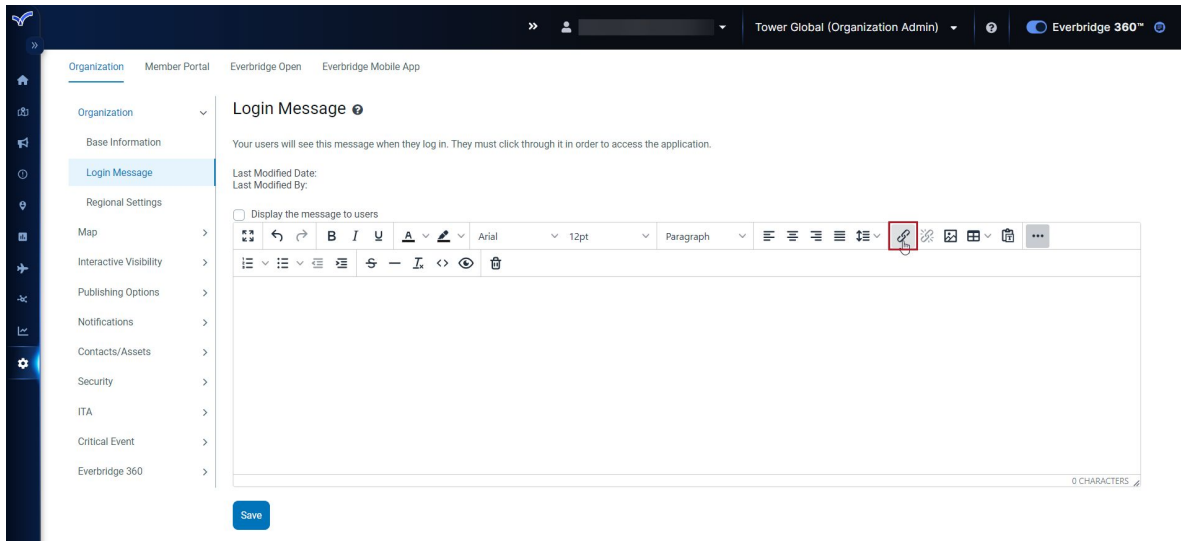 Tower Global (Organization Admin)
Everbridge 360™
Organization Member Portal Everbridge Open Everbridge Mobile App
Organization
Base Information
Login Message
Regional Settings
Map
Interactive Visibility
Publishing Options
Notifications
Contacts/Assets
Security
ITA
Critical Event
Everbridge 360
Login Message
Your users will see this message when they log in. They must click through it in order to access the application.
Last Modified Date:
Last Modified By:
Display the message to users
B I U A Arial 12pt Paragraph
0 CHARACTERS
Save